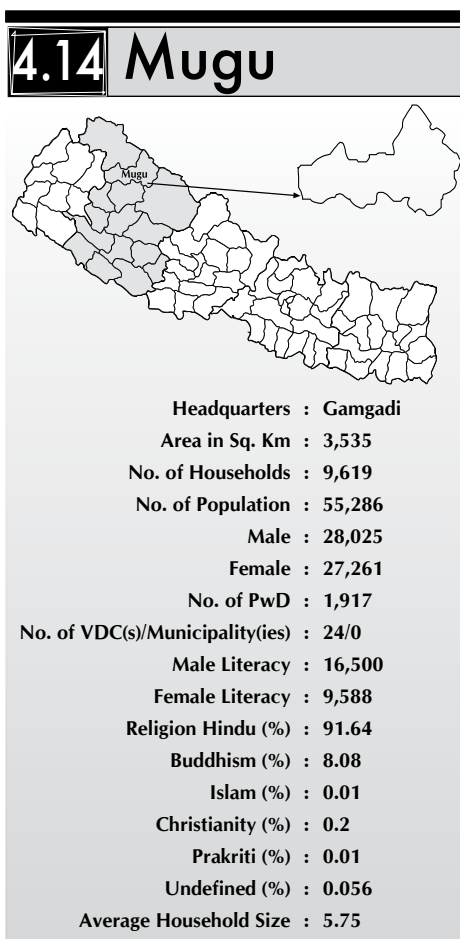 4.14 Mugu
Mugu
Headquarters : Gamgadi
Area in Sq. Km : 3,535
No. of Households : 9,619
No. of Population : 55,286
Male : 28,025
Female : 27,261
No. of PwD : 1,917
No. of VDC(s)/Municipality(ies) : 24/0
Male Literacy : 16,500
Female Literacy : 9,588
Religion Hindu (%) : 91.64
Buddhism (%) : 8.08
Islam (%) : 0.01
Christianity (%) : 0.2
Prakriti (%) : 0.01
Undefined (%) : 0.056
Average Household Size : 5.75